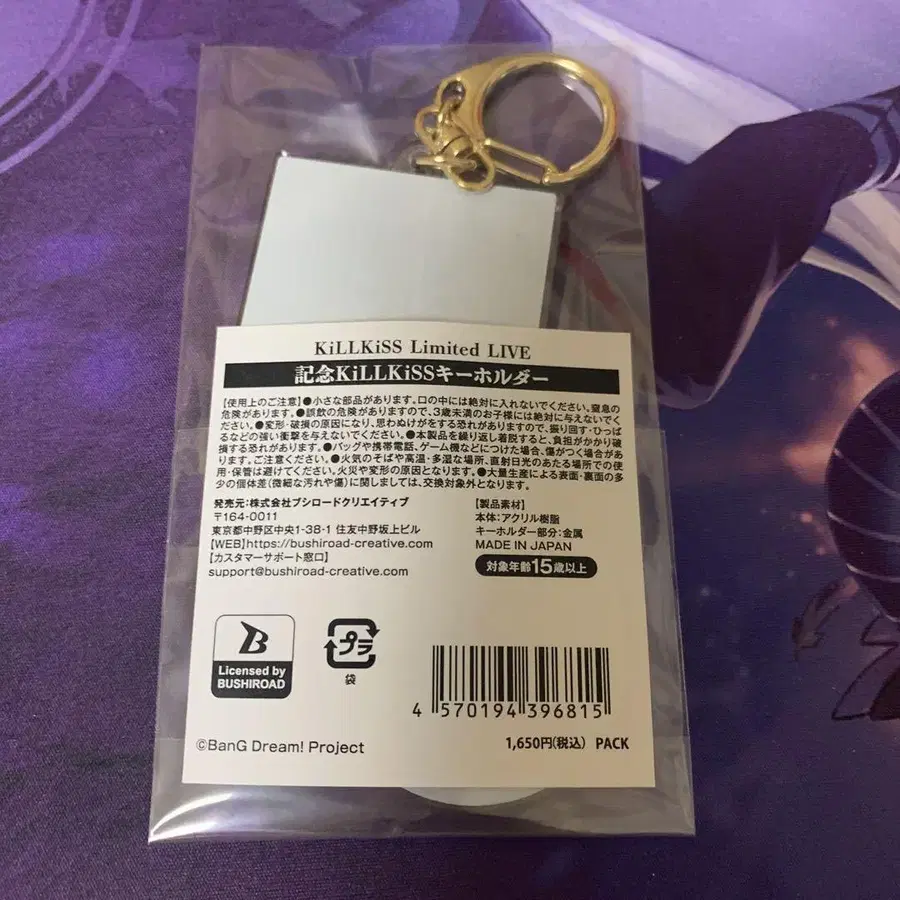 KiLLKiSS Limited LIVE
記念KiLLKiSSキーホルダー
【使用上のご注意】●小さな部品があります。口の中には絶対に入れないでください。窒息の
危険があります。●誤飲の危険がありますので、3歳未満のお子様には絶対に与えないでく
ださい。●変形・破損の原因になり、思わぬけがをする恐れがありますので、振り回す・ひっぱ
るなどの強い衝撃を与えないでください。●本製品を繰り返し着脱すると、負担がかかり破
損する恐れがあります。●バッグや携帯電話、ゲーム機などにつけた場合、傷がつく場合があ
ります。ご注意ください。●火気のそばや高温・多湿な場所、直射日光のあたる場所での使
用・保管は避けてください。火災や変形の原因となります。●大量生産による表面・裏面の多
少の個体差(微細な汚れや傷)に関しましては、交換対象外となります。
発売元:株式会社ブシロードクリエイティブ
〒164-0011
東京都中野区中央1-38-1 住友中野坂上ビル
【WEB】https://bushiroad-creative.com
【カスタマーサポート窓口】
support@bushiroad-creative.com
【製品素材】
本体:アクリル樹脂
キーホルダー部分:金属
MADE IN JAPAN
対象年齢15歳以上
B
Licensed by
BUSHIROAD
プラ
袋
4 570194 396815
©BanG Dream! Project
1,650円(税込) PACK